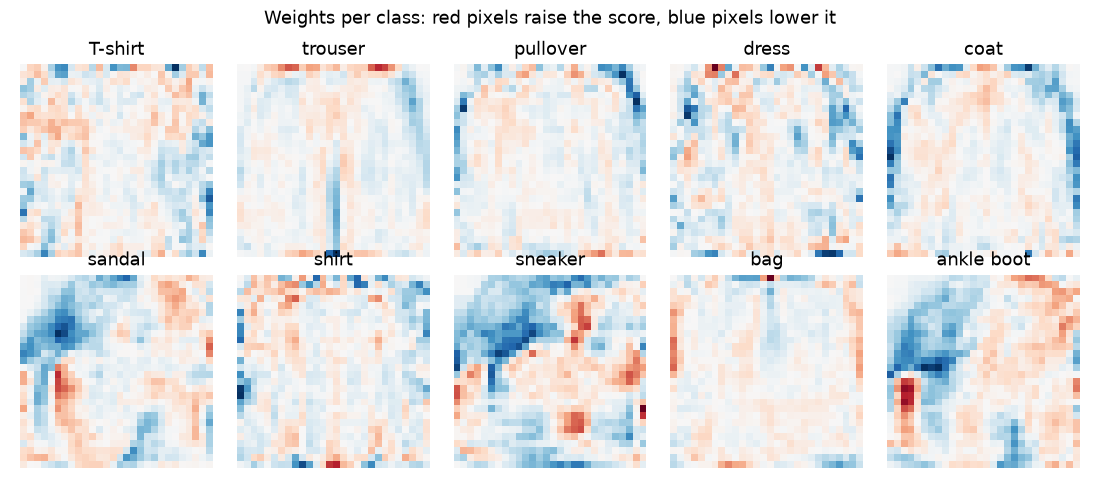 Weights per class: red pixels raise the score, blue pixels lower it
T-shirt trouser pullover dress coat
sandal shirt sneaker bag ankle boot